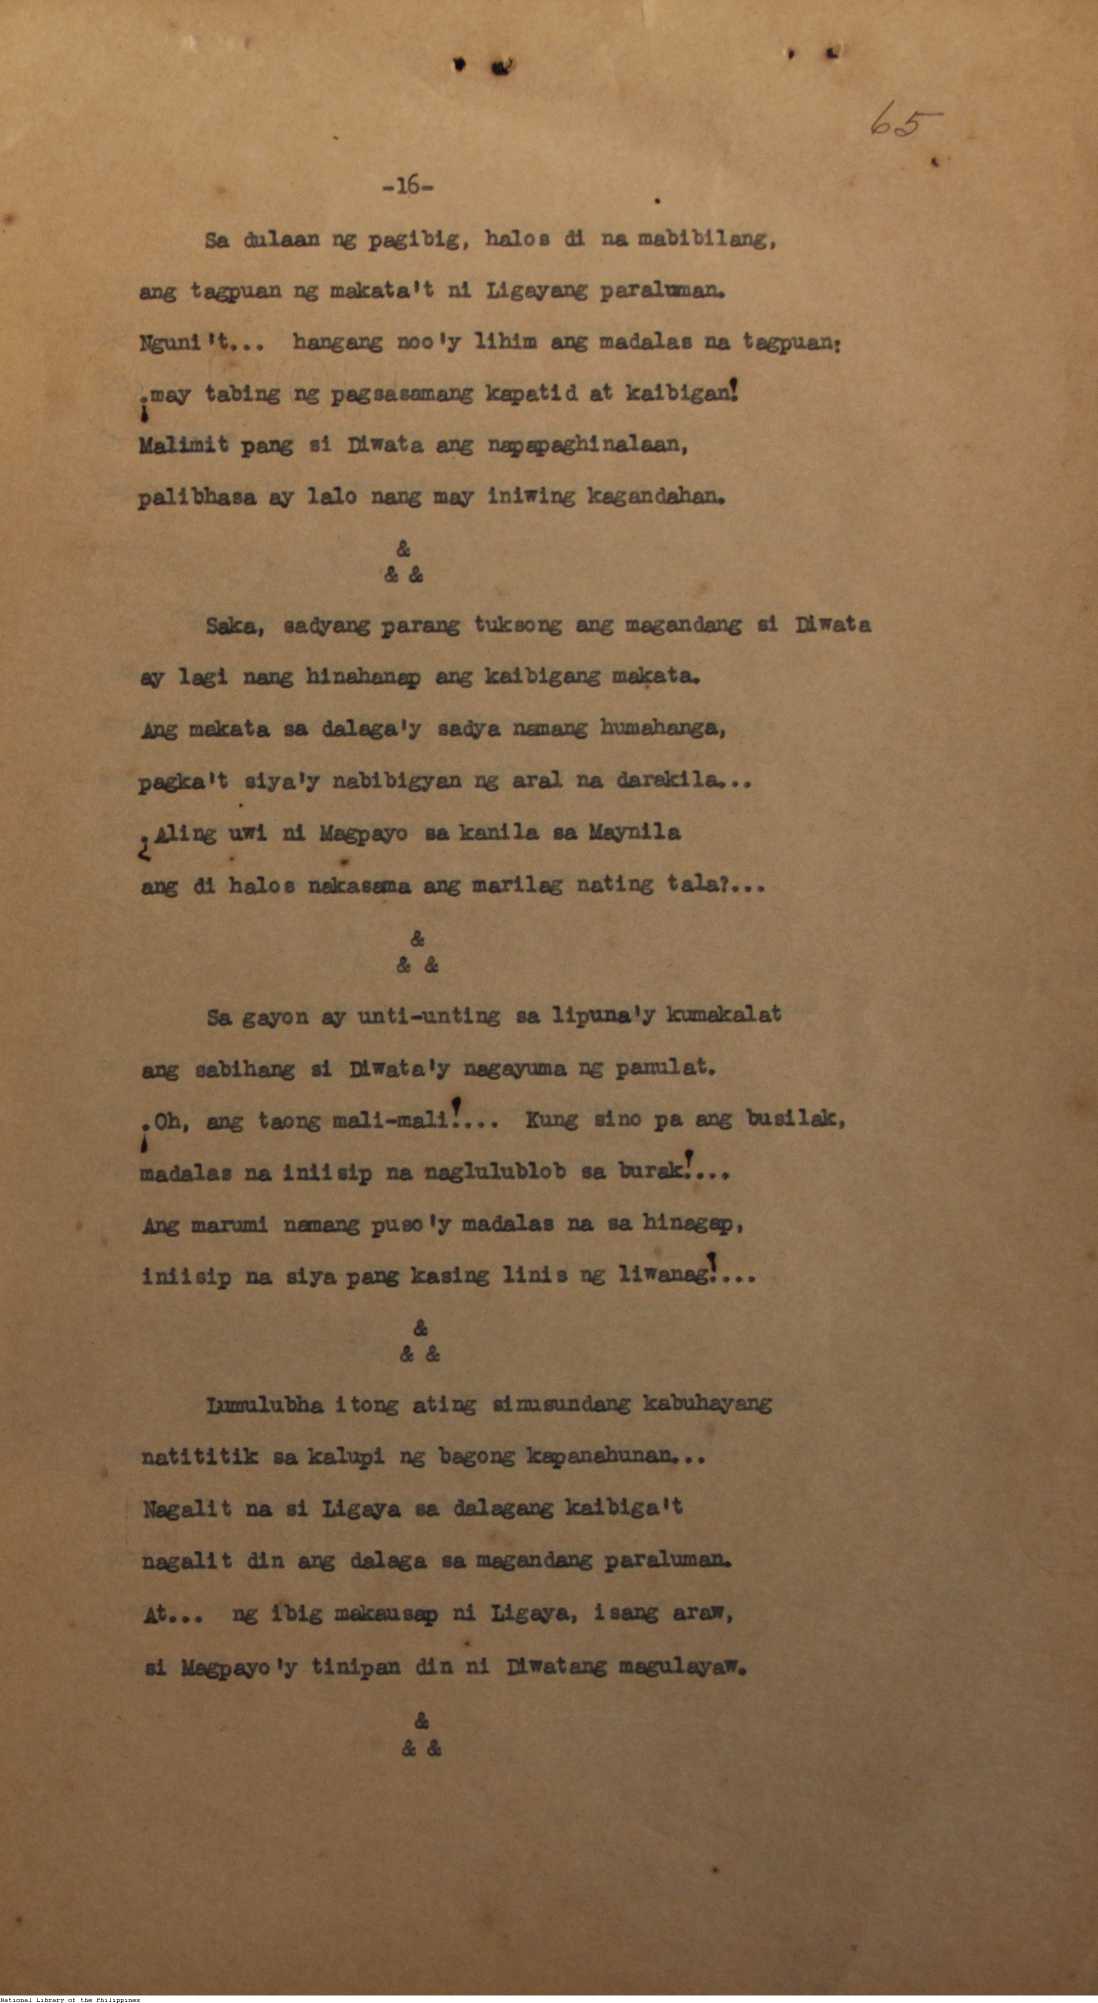 65
-16-
Sa dulaan ng pagibig, halos di na mabibilang,
ang tagpuan ng makata't ni Ligayang paraluman.
Nguni't... hangang noo'y lihim ang madalas na tagpuan:
¡may tabing ng pagsasamang kapatid at kaibigan!
Malimit pang si Diwata ang napapaghinalaan,
palibhasa ay lalo nang may iniwing kagandahan.
&
& &
Saka, sadyang parang tuksong ang magandang si Diwata
ay lagi nang hinahanap ang kaibigang makata.
Ang makata sa dalaga'y sadya namang humahanga,
pagka't siya'y nabibigyan ng aral na darakila...
¿Aling uwi ni Magpayo sa kanila sa Maynila
ang di halos nakasama ang marilag nating tala?...
&
& &
Sa gayon ay unti-unting sa lipuna'y kumakalat
ang sabihang si Diwata'y nagayuma ng panulat.
¡Oh, ang taong mali-mali!... Kung sino pa ang busilak,
madalas na iniisip na naglulublob sa burak!...
Ang marumi namang puso'y madalas na sa hinagap,
iniisip na siya pang kasing linis ng liwanag!...
&
& &
Lumulubha itong ating sinusundang kabuhayang
natititik sa kalupi ng bagong kapanahunan...
Nagalit na si Ligaya sa dalagang kaibiga't
nagalit din ang dalaga sa magandang paraluman.
At... ng ibig makausap ni Ligaya, isang araw,
si Magpayo'y tinipan din ni Diwatang magulayaw.
&
& &
National Library of the Philippines